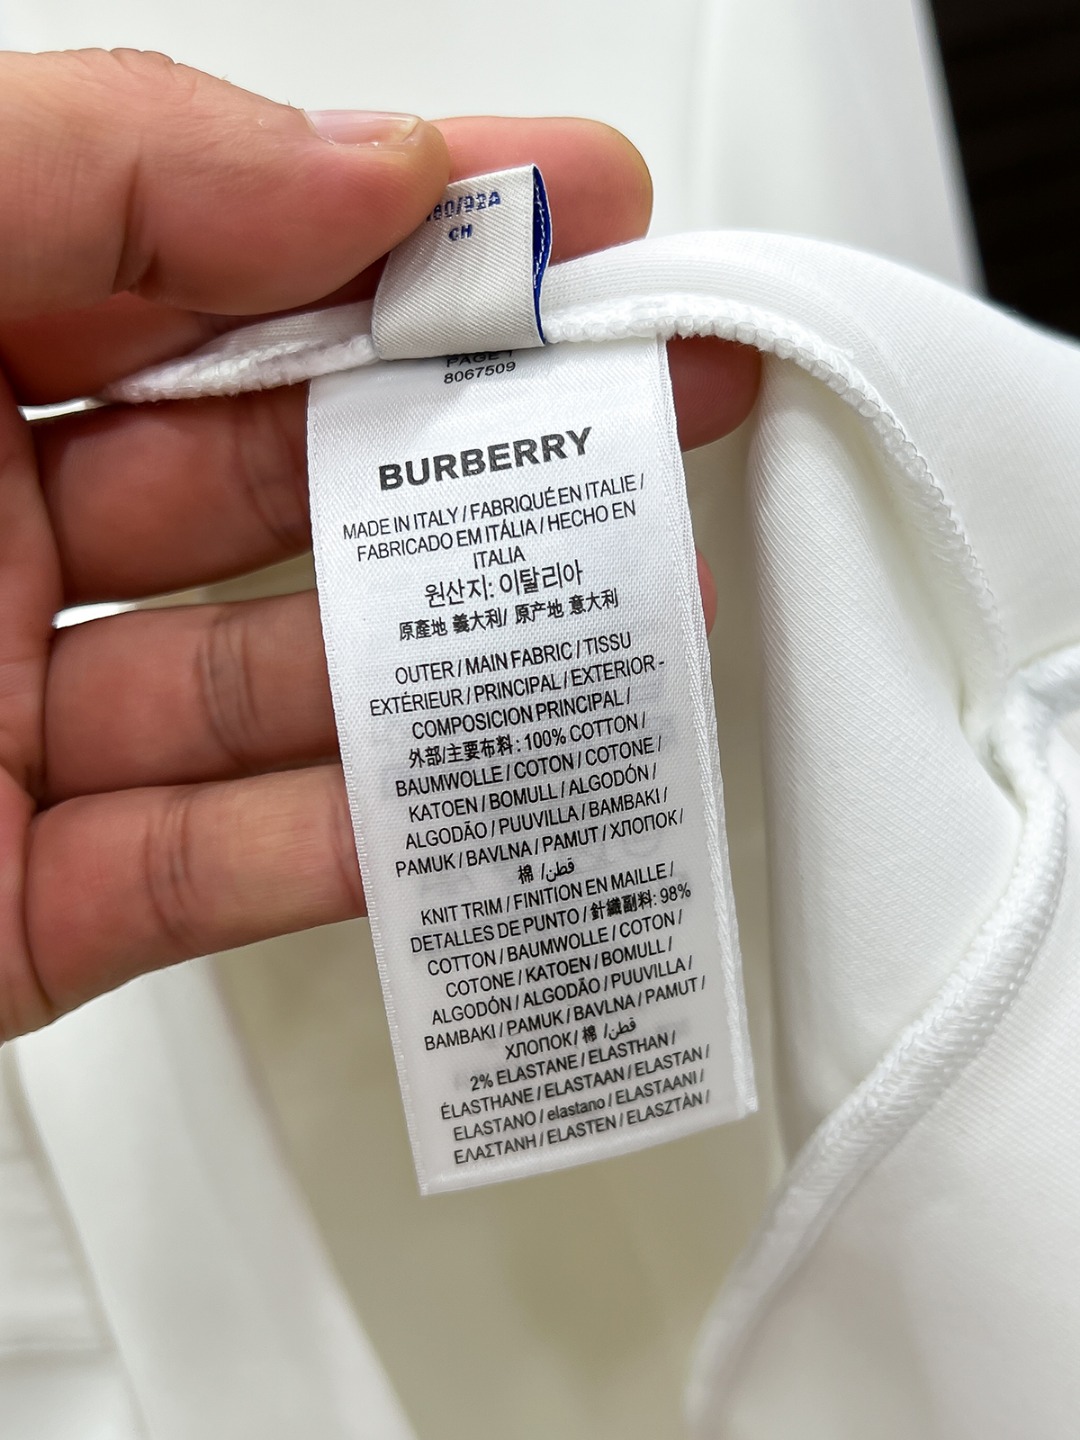 180/92A
CH
PAGE 1
8067509
BURBERRY
MADE IN ITALY / FABRIQUÉ EN ITALIE /
FABRICADO EM ITÁLIA / HECHO EN
ITALIA
원산지: 이탈리아
原產地 義大利/ 原产地 意大利
OUTER / MAIN FABRIC / TISSU
EXTÉRIEUR / PRINCIPAL / EXTERIOR -
COMPOSICION PRINCIPAL /
外部/主要布料: 100% COTTON /
BAUMWOLLE / COTON / COTONE /
KATOEN / BOMULL / ALGODÓN /
ALGODÃO / PUUVILLA / BAMBAKI /
PAMUK / BAVLNA / PAMUT / ХЛОПОК /
棉 /قطن/
KNIT TRIM / FINITION EN MAILLE /
DETALLES DE PUNTO / 針織副料: 98%
COTTON / BAUMWOLLE / COTON /
COTONE / KATOEN / BOMULL /
ALGODÓN / ALGODÃO / PUUVILLA /
BAMBAKI / PAMUK / BAVLNA / PAMUT /
ХЛОПОК/ 棉 /قطن/
2% ELASTANE / ELASTHAN /
ÉLASTHANE / ELASTAAN / ELASTAN /
ELASTANO / elastano / ELASTAANI /
ΕΛΑΣΤΑΝΗ / ELASTEN / ELASZTÀN /